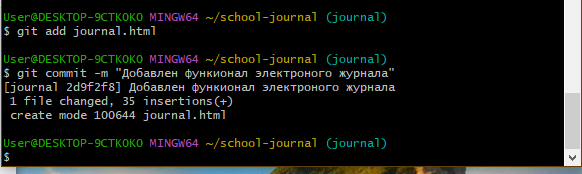 User@DESKTOP-9CTKOKO MINGW64 ~/school-journal (journal)
$ git add journal.html
User@DESKTOP-9CTKOKO MINGW64 ~/school-journal (journal)
$ git commit -m "Добавлен функионал электроного журнала"
[journal 2d9f2f8] Добавлен функионал электроного журнала
1 file changed, 35 insertions(+)
create mode 100644 journal.html
User@DESKTOP-9CTKOKO MINGW64 ~/school-journal (journal)
$